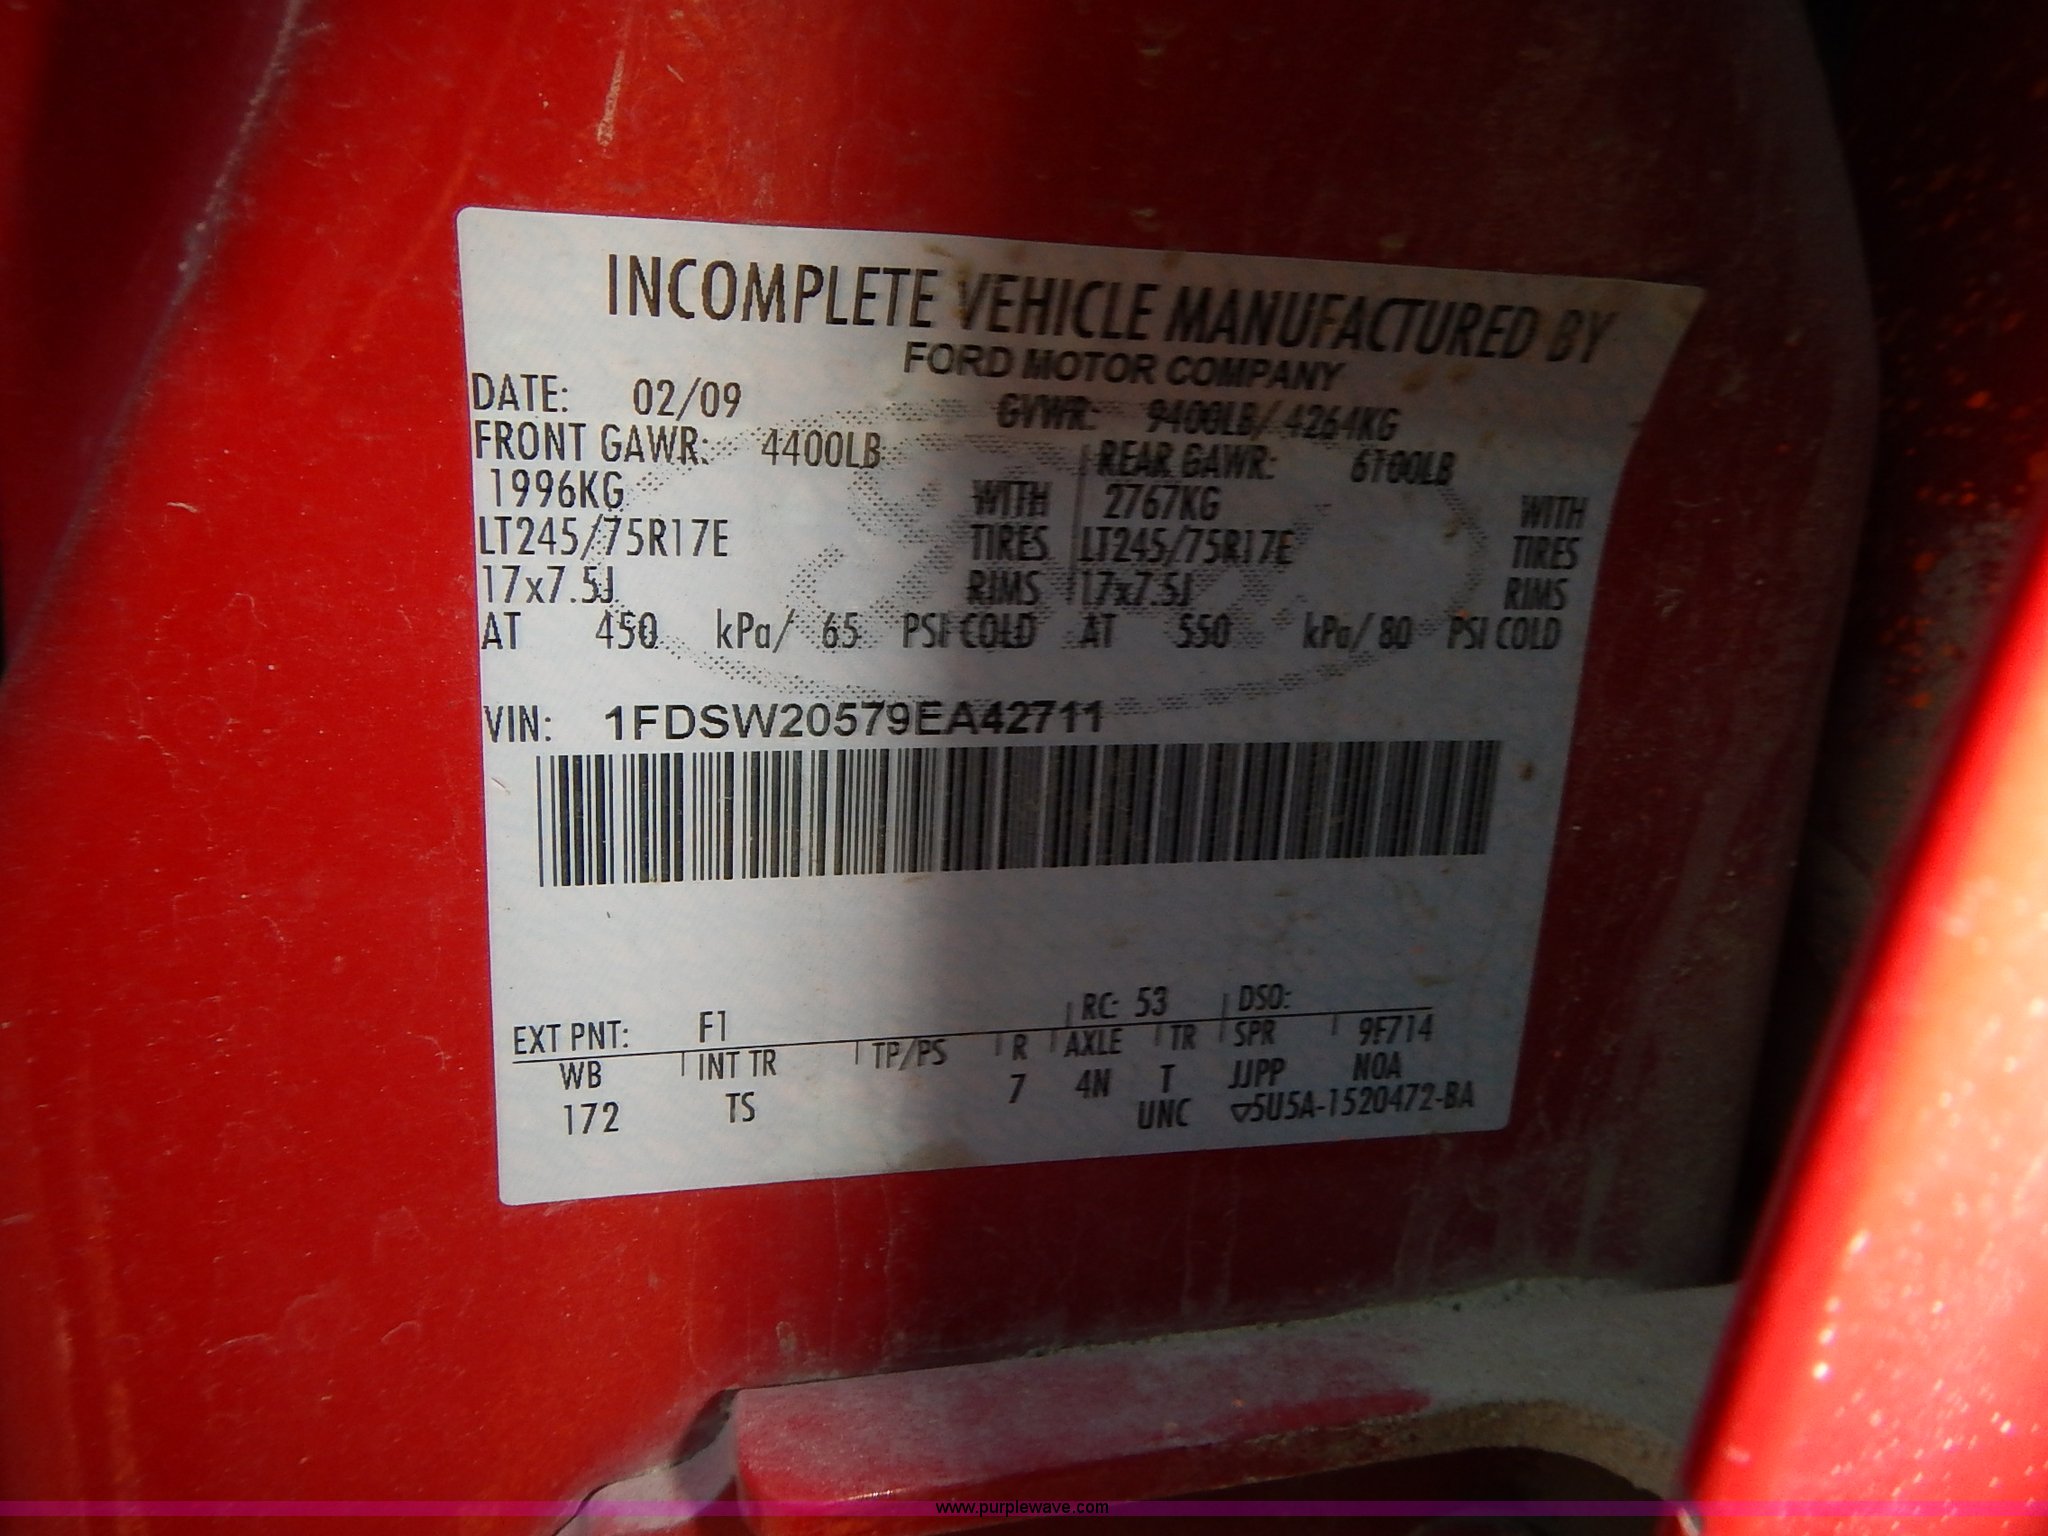 INCOMPLETE VEHICLE MANUFACTURED BY
FORD MOTOR COMPANY
DATE: 02/09 GVWR: 9400LB/ 4264KG
FRONT GAWR: 4400LB REAR GAWR: 6100LB
1996KG WITH 2767KG WITH
LT245/75R17E TIRES LT245/75R17E TIRES
17x7.5J RIMS 17x7.5J RIMS
AT 450 kPa/ 65 PSI COLD AT 550 kPa/ 80 PSI COLD
VIN: 1FDSW20579EA42711
EXT PNT: F1 RC: 53 DSO:
WB INT TR TP/PS R AXLE TR SPR 9F714
172 TS 7 4N T JJPP NOA
UNC ▽5U5A-1520472-BA
www.purplewave.com